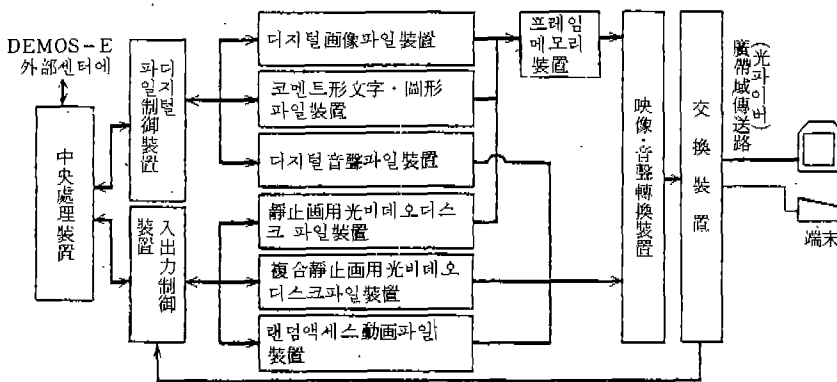 DEMOS-E
外部센터에
中央處理裝置
디지털
파일制御裝置
入出力制御
裝置
디지털画像파일裝置
코멘트形文字·圖形
파일裝置
디지털音聲파일裝置
靜止画用光비데오디스
크 파일裝置
複合靜止画用光비데오
디스크파일裝置
랜덤액세스動画파일
裝置
프레임
메모리
裝置
映像·音聲轉換裝置
交換裝置
(光파이버)
廣帶域傳送路
端末